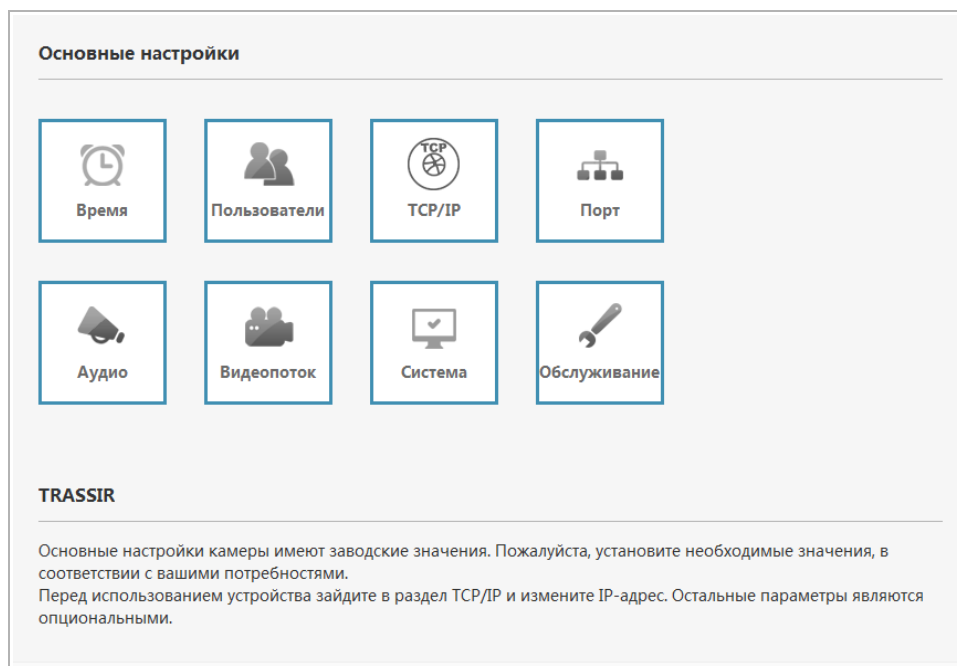 Основные настройки
Время Пользователи TCP/IP Порт
TCP
Аудио Видеопоток Система Обслуживание
TRASSIR
Основные настройки камеры имеют заводские значения. Пожалуйста, установите необходимые значения, в
соответствии с вашими потребностями.
Перед использованием устройства зайдите в раздел TCP/IP и измените IP-адрес. Остальные параметры являются
опциональными.